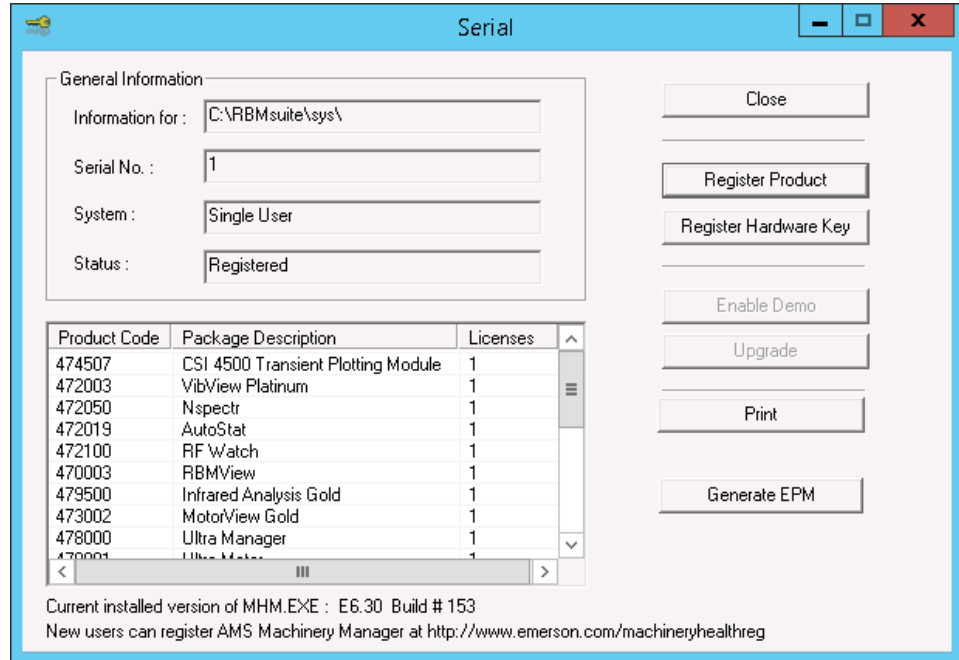 Serial
General Information
Information for : C:\RBMsuite\sys\
Serial No. : 1
System : Single User
Status : Registered
Close
Register Product
Register Hardware Key
Enable Demo
Upgrade
Print
Generate EPM
Product Code Package Description Licenses
474507 CSI 4500 Transient Plotting Module 1
472003 VibView Platinum 1
472050 Nspectr 1
472019 AutoStat 1
472100 RF Watch 1
470003 RBMView 1
479500 Infrared Analysis Gold 1
473002 MotorView Gold 1
478000 Ultra Manager 1
Current installed version of MHM.EXE : E6.30 Build # 153
New users can register AMS Machinery Manager at http://www.emerson.com/machineryhealthreg